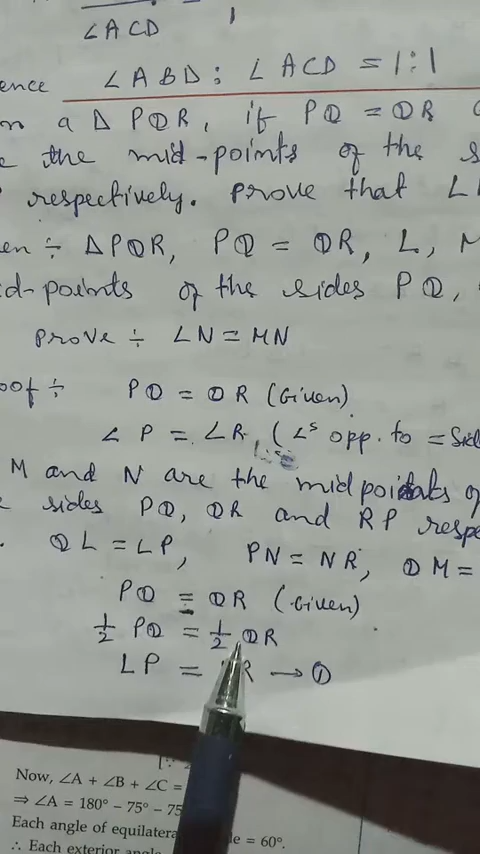 ∠ACD
ence ∠ABD : ∠ACD = 1:1
a Δ PQR, if PQ = QR
the mid-points of the s
respectively. Prove that L
en ÷ ΔPQR, PQ = QR, L, M
d-points of the sides PQ,
Prove ÷ LN = MN
oof ÷ PQ = QR (Given)
∠P = ∠R (∠s opp. to = Sid
M and N are the midpoints of
sides PQ, QR and RP respe
QL = LP, PN = NR, QM =
PQ = QR (Given)
1/2 PQ = 1/2 QR
LP = R → ①
Now, ∠A + ∠B + ∠C =
⇒ ∠A = 180° − 75° − 75
Each angle of equilatera le = 60°.
∴ Each exterior angle